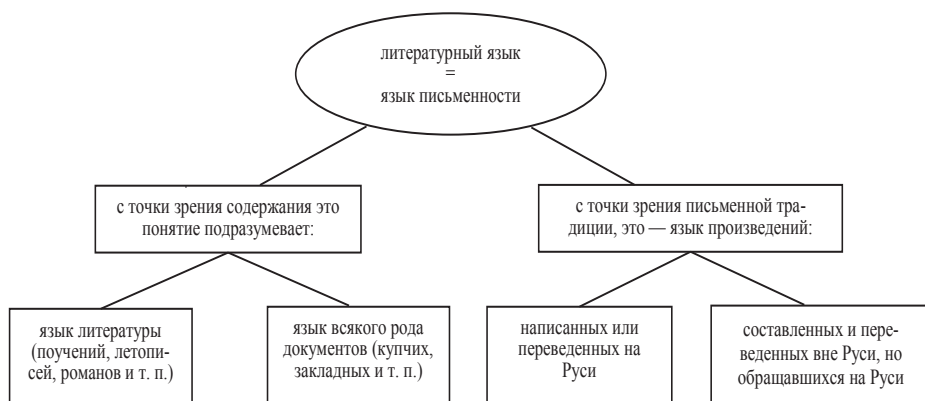 литературный язык
=
язык письменности
с точки зрения содержания это
понятие подразумевает:
с точки зрения письменной тра-
диции, это — язык произведений:
язык литературы
(поучений, летопи-
сей, романов и т. п.)
язык всякого рода
документов (купчих,
закладных и т. п.)
написанных или
переведенных на
Руси
составленных и пере-
веденных вне Руси, но
обращавшихся на Руси